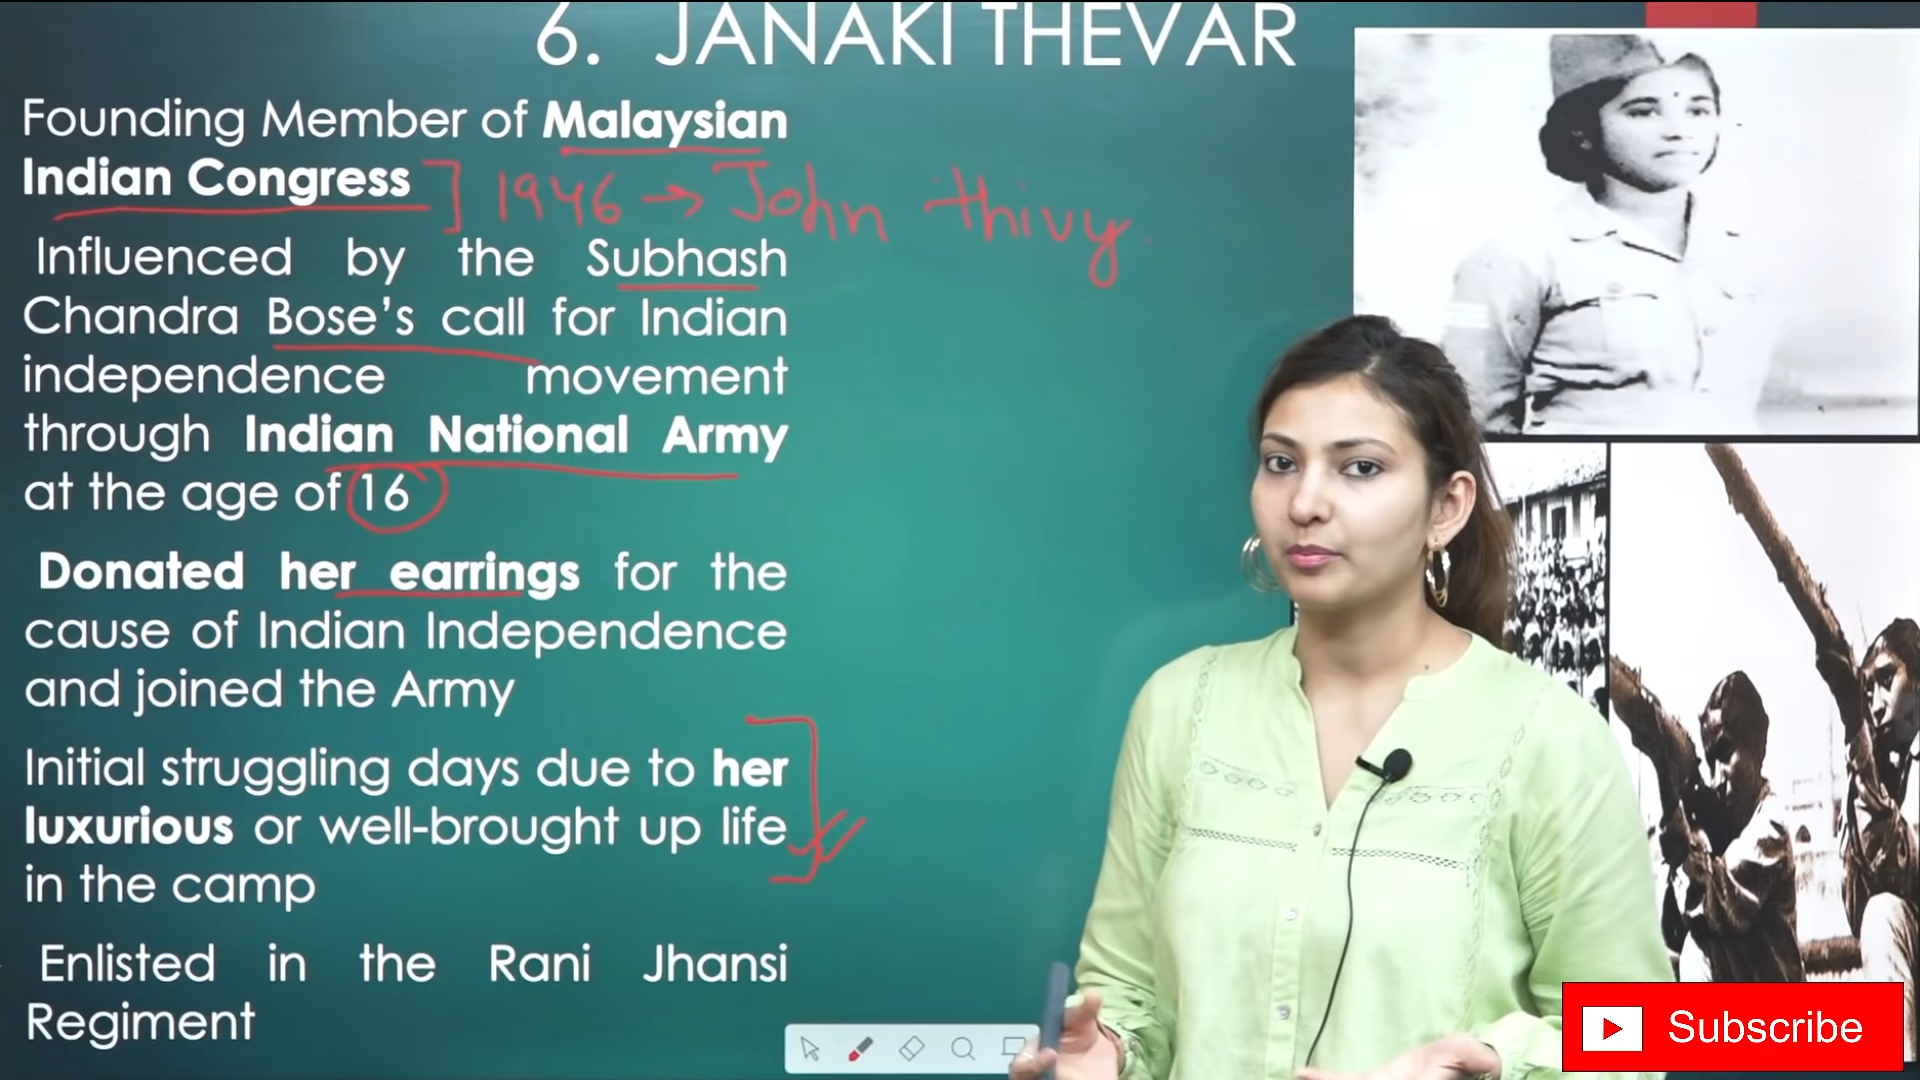 6. JANAKI THEVAR
Founding Member of Malaysian
Indian Congress ] 1946 → John thivy.
Influenced by the Subhash
Chandra Bose's call for Indian
independence movement
through Indian National Army
at the age of 16
Donated her earrings for the
cause of Indian Independence
and joined the Army
Initial struggling days due to her
luxurious or well-brought up life
in the camp
Enlisted in the Rani Jhansi
Regiment
Subscribe